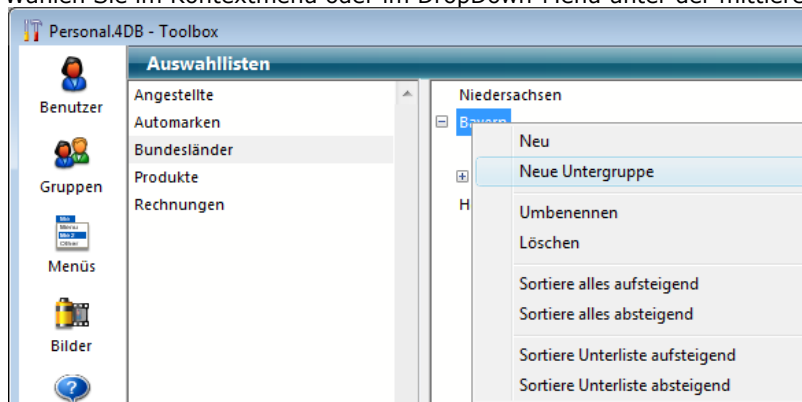 wählen Sie im Kontextmenü oder im DropDown-Menü unter der mittlere
Personal.4DB - Toolbox
Auswahllisten
Benutzer
Gruppen
Menüs
Bilder
Angestellte
Automarken
Bundesländer
Produkte
Rechnungen
Niedersachsen
Bayern
H
Neu
Neue Untergruppe
Umbenennen
Löschen
Sortiere alles aufsteigend
Sortiere alles absteigend
Sortiere Unterliste aufsteigend
Sortiere Unterliste absteigend